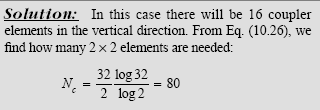 Solution: In this case there will be 16 coupler
elements in the vertical direction. From Eq. (10.26), we
find how many 2 × 2 elements are needed:
N_c = 32/2 log 32/log 2 = 80